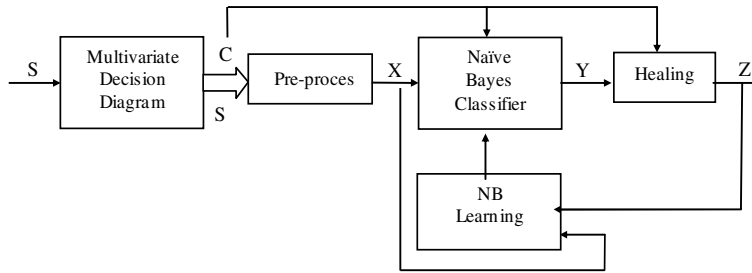 S
Multivariate
Decision
Diagram
C
S
Pre-proces
X
Naïve
Bayes
Classifier
Y
Healing
Z
NB
Learning